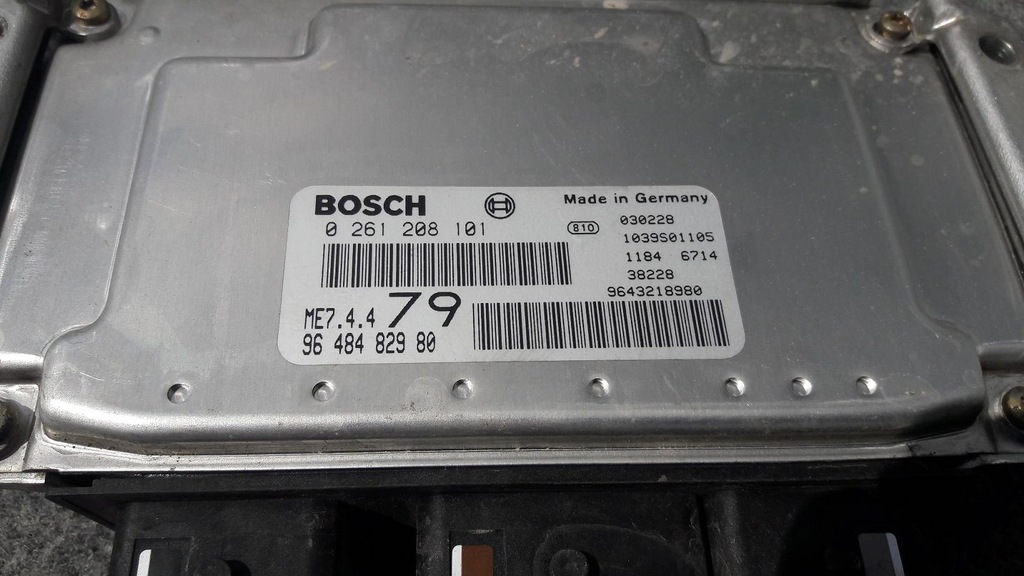 BOSCH
Made in Germany
0 261 208 101
810
030228
1039S01105
1184 6714
38228
9643218980
ME7.4.4 79
96 484 829 80